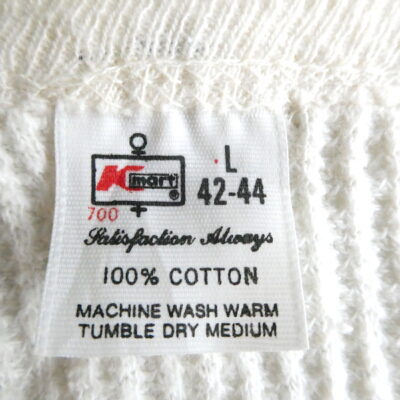 L
Kmart®
42-44
700
Satisfaction Always
100% COTTON
MACHINE WASH WARM
TUMBLE DRY MEDIUM